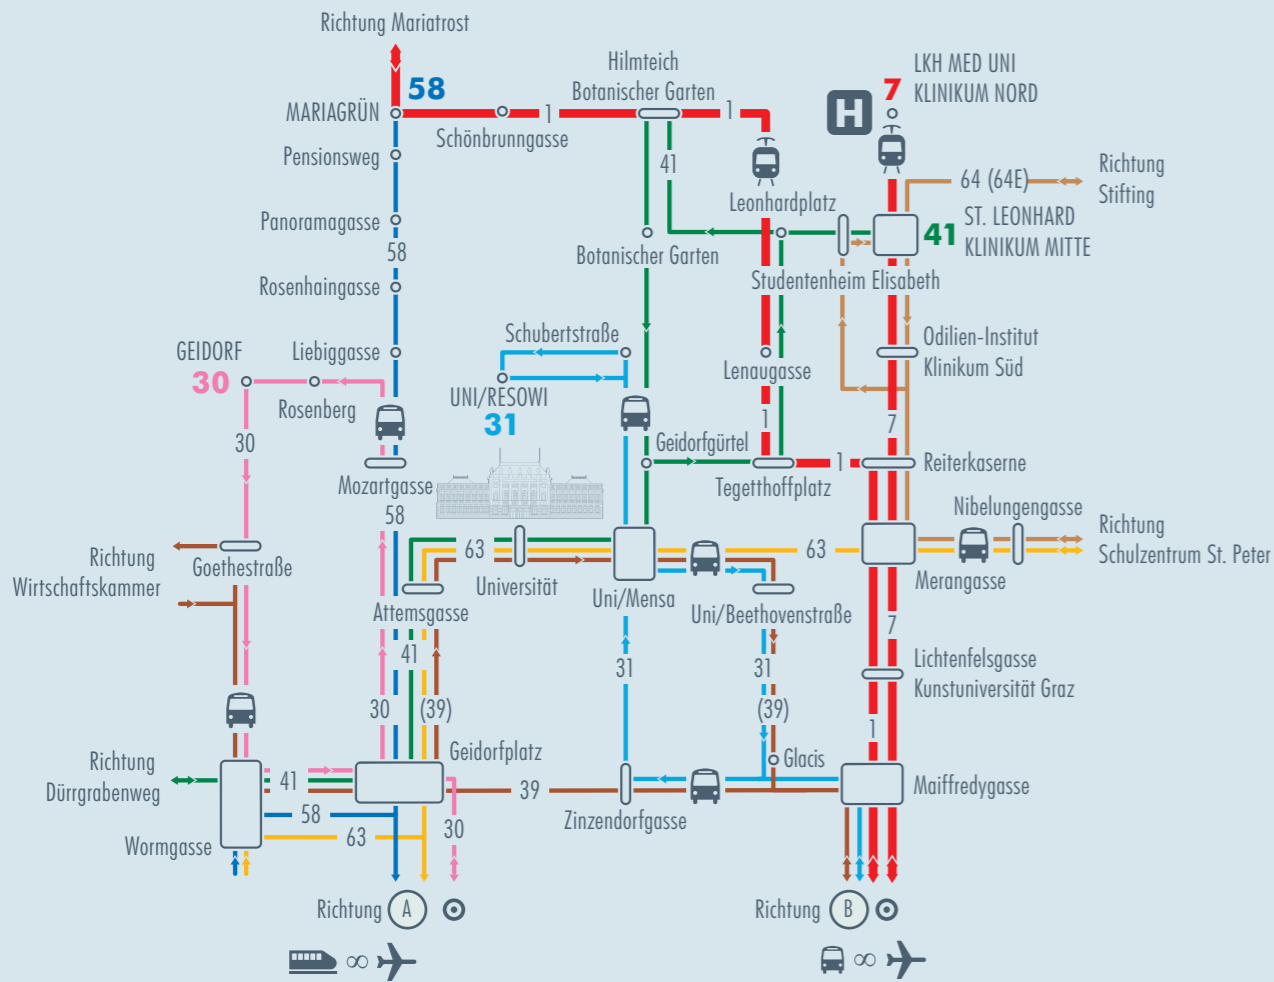 Richtung Mariatrost
58
MARIAGRÜN
Schönbrunngasse
1
Hilmteich
Botanischer Garten
1
7
LKH MED UNI
KLINIKUM NORD
H
Pensionsweg
41
64 (64E)
Richtung
Stifting
Panoramagasse
58
Leonhardplatz
41
ST. LEONHARD
KLINIKUM MITTE
Botanischer Garten
Studentenheim Elisabeth
Rosenhaingasse
Schubertstraße
GEIDORF
30
Liebiggasse
Odilien-Institut
Klinikum Süd
Lenaugasse
Rosenberg
UNI/RESOWI
31
1
7
30
Geidorfgürtel
1
Mozartgasse
Tegetthoffplatz
Reiterkaserne
58
Nibelungengasse
Richtung
Wirtschaftskammer
Goethestraße
63
63
Richtung
Schulzentrum St. Peter
Universität
Uni/Mensa
Merangasse
Attemsgasse
Uni/Beethovenstraße
7
41
31
31
Lichtenfelsgasse
Kunstuniversität Graz
30
(39)
(39)
1
Geidorfplatz
Glacis
Richtung
Dürrgrabenweg
41
39
Maiffredygasse
58
Zinzendorfgasse
30
63
Wormgasse
Richtung A
Richtung B
∞
∞